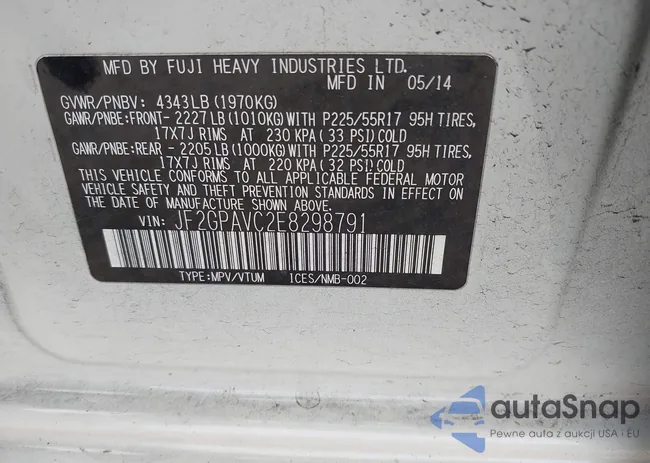 MFD BY FUJI HEAVY INDUSTRIES LTD.
MFD IN 05/14
GVWR/PNBV: 4343LB(1970KG)
GAWR/PNBE:FRONT- 2227LB(1010KG)WITH P225/55R17 95H TIRES,
17X7J RIMS AT 230 KPA(33 PSI)COLD
GAWR/PNBE:REAR - 2205LB(1000KG)WITH P225/55R17 95H TIRES,
17X7J RIMS AT 220 KPA(32 PSI)COLD
THIS VEHICLE CONFORMS TO ALL APPLICABLE FEDERAL MOTOR
VEHICLE SAFETY AND THEFT PREVENTION STANDARDS IN EFFECT ON
THE DATE OF MANUFACTURE SHOWN ABOVE.
VIN: JF2GPAVC2E8298791
TYPE:MPV/VTUM ICES/NMB-002
autaSnap
Pewne auta z aukcji USA i EU